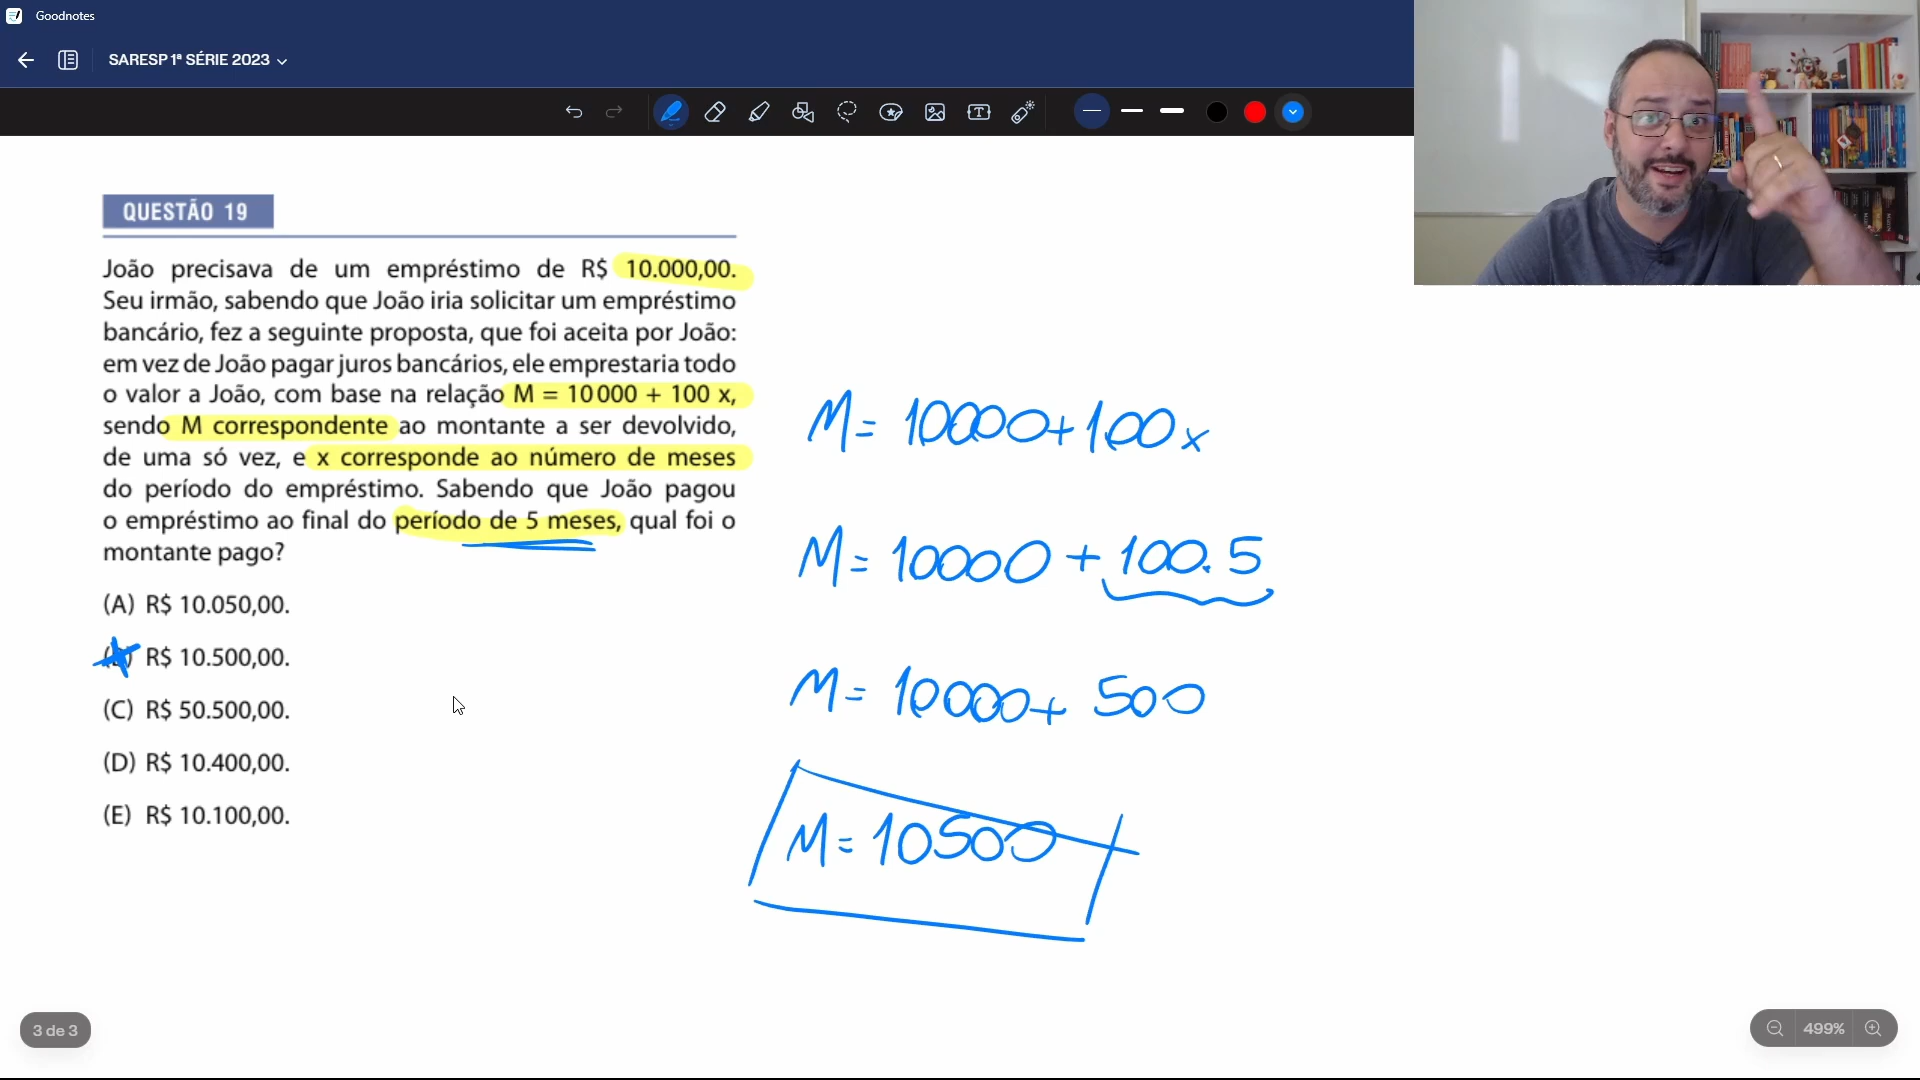 Goodnotes
SARESP 1ª SÉRIE 2023
QUESTÃO 19
João precisava de um empréstimo de R$ 10.000,00.
Seu irmão, sabendo que João iria solicitar um empréstimo
bancário, fez a seguinte proposta, que foi aceita por João:
em vez de João pagar juros bancários, ele emprestaria todo
o valor a João, com base na relação M = 10 000 + 100 x,
sendo M correspondente ao montante a ser devolvido,
de uma só vez, e x corresponde ao número de meses
do período do empréstimo. Sabendo que João pagou
o empréstimo ao final do período de 5 meses, qual foi o
montante pago?
(A) R$ 10.050,00.
(B) R$ 10.500,00.
(C) R$ 50.500,00.
(D) R$ 10.400,00.
(E) R$ 10.100,00.
M = 10000 + 100x
M = 10000 + 100.5
M = 10000 + 500
M = 10500
3 de 3
499%